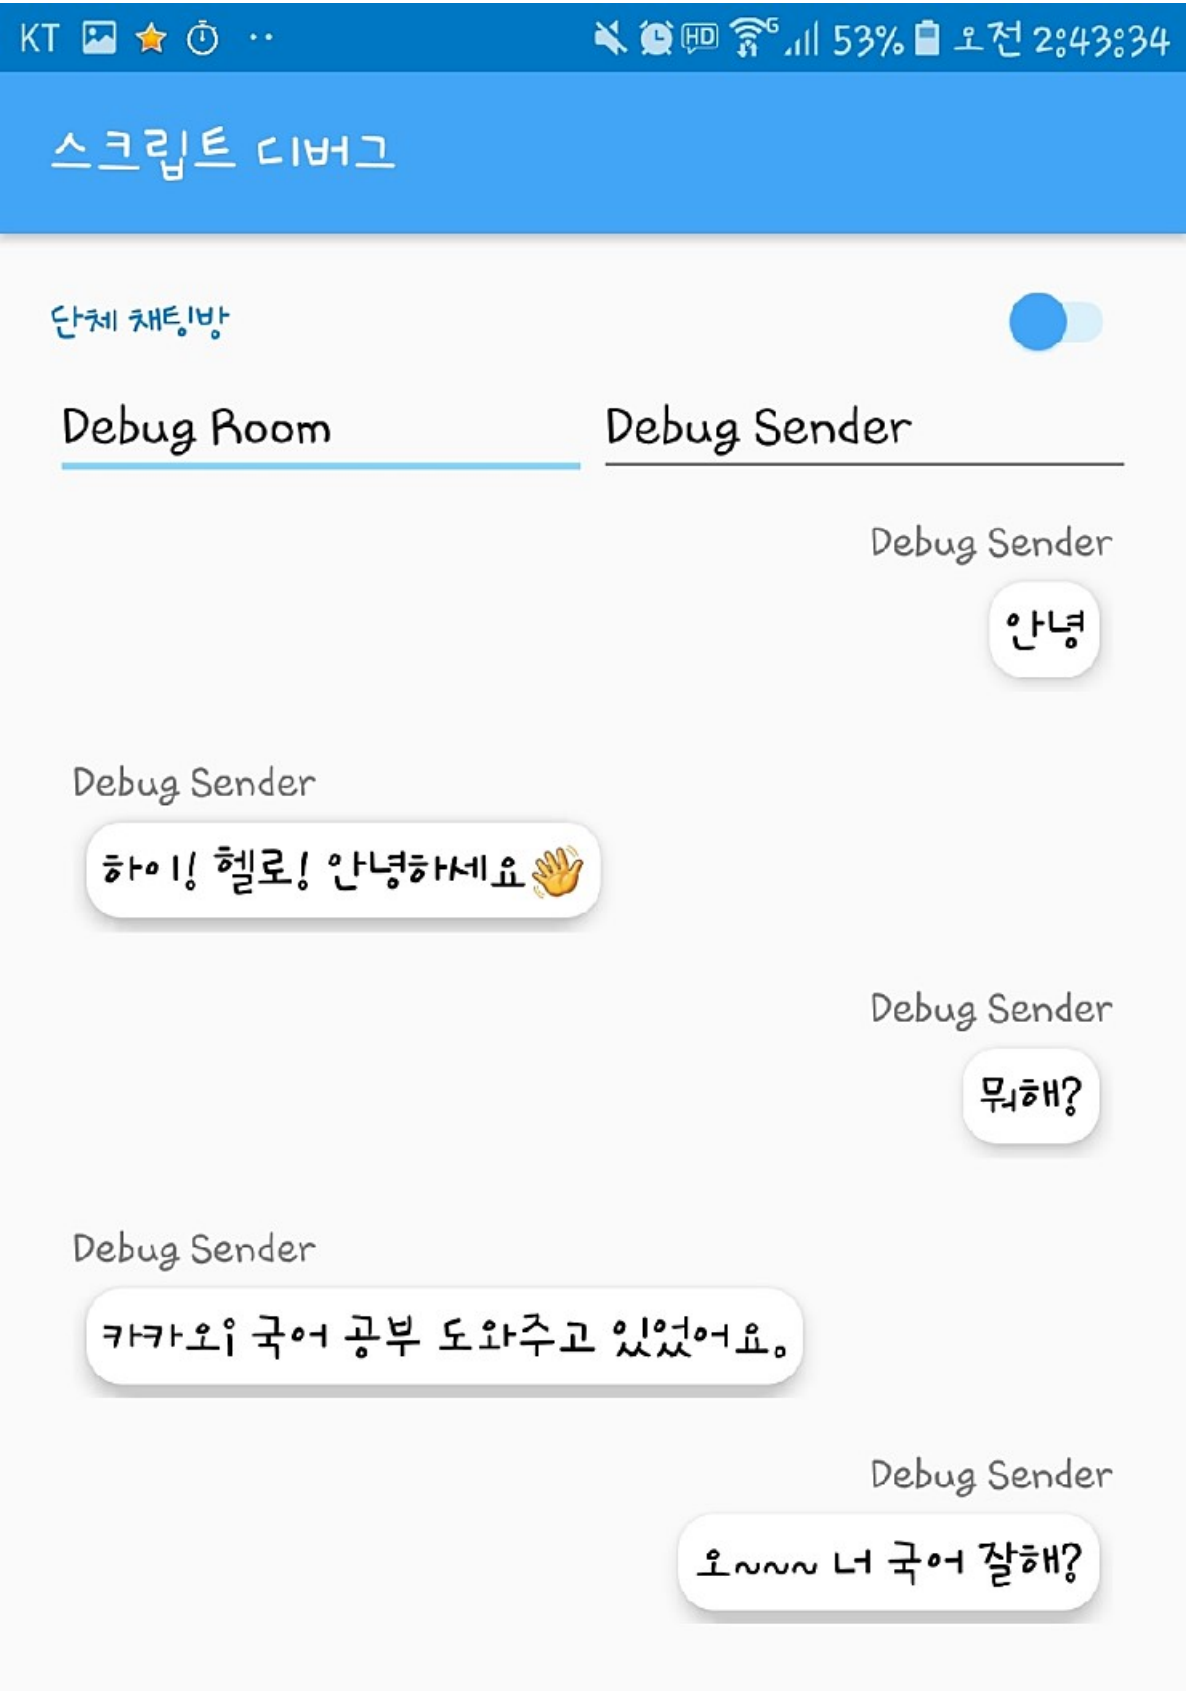 KT 53% 오전 2:43:34
스크립트 디버그
단체 채팅방
Debug Room Debug Sender
Debug Sender
안녕
Debug Sender
하이! 헬로! 안녕하세요👋
Debug Sender
뭐해?
Debug Sender
카카오i 국어 공부 도와주고 있었어요.
Debug Sender
오~~~ 너 국어 잘해?